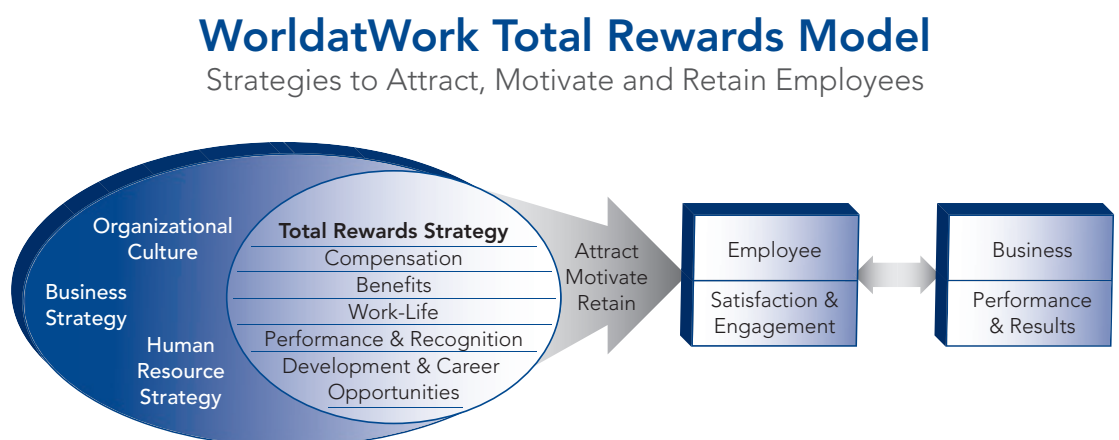 WorldatWork Total Rewards Model
Strategies to Attract, Motivate and Retain Employees
Organizational
Culture
Business
Strategy
Human
Resource
Strategy
Total Rewards Strategy
Compensation
Benefits
Work-Life
Performance & Recognition
Development & Career
Opportunities
Attract
Motivate
Retain
Employee
Satisfaction &
Engagement
Business
Performance
& Results